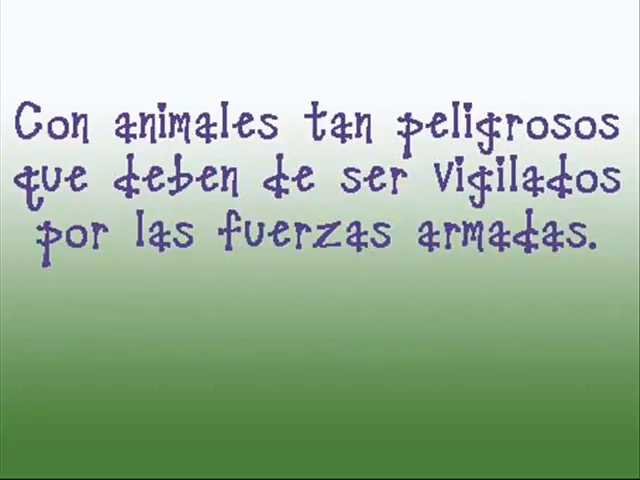 Con animales tan peligrosos
que deben de ser vigilados
por las fuerzas armadas.